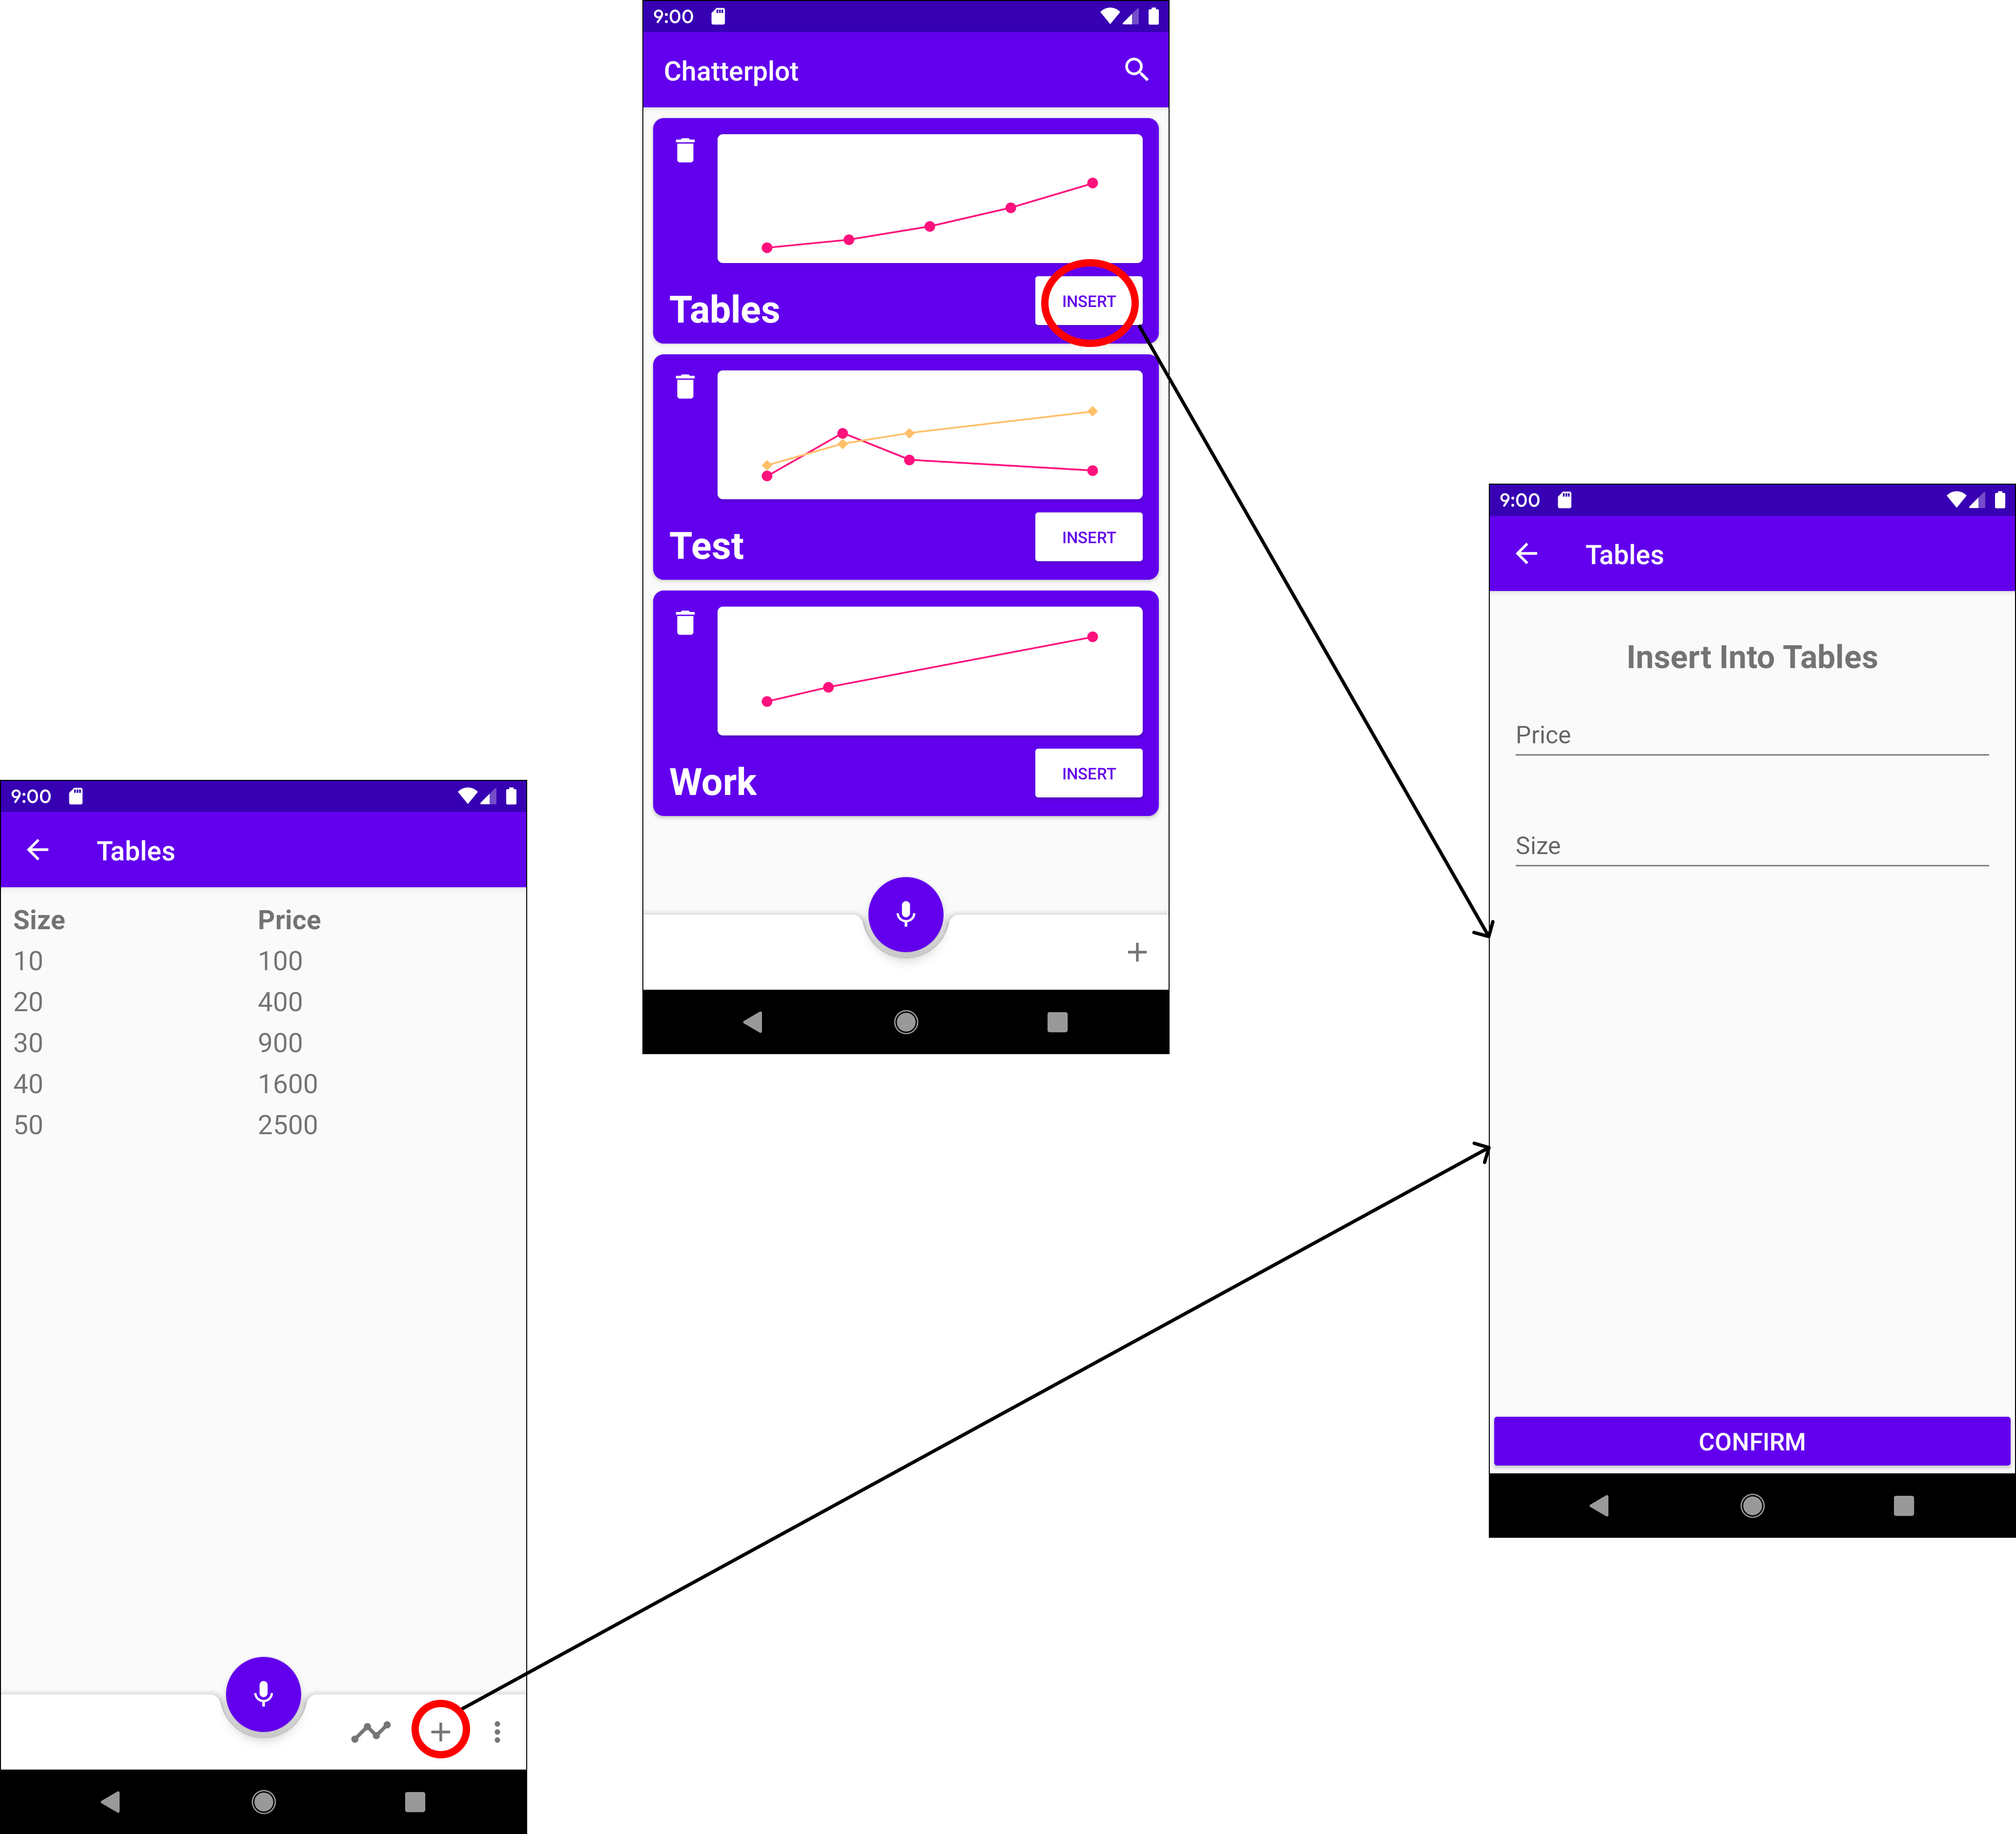 9:00
Chatterplot
Tables
INSERT
Test
INSERT
Work
INSERT
9:00
Tables
Size Price
10 100
20 400
30 900
40 1600
50 2500
9:00
Tables
Insert Into Tables
Price
Size
CONFIRM